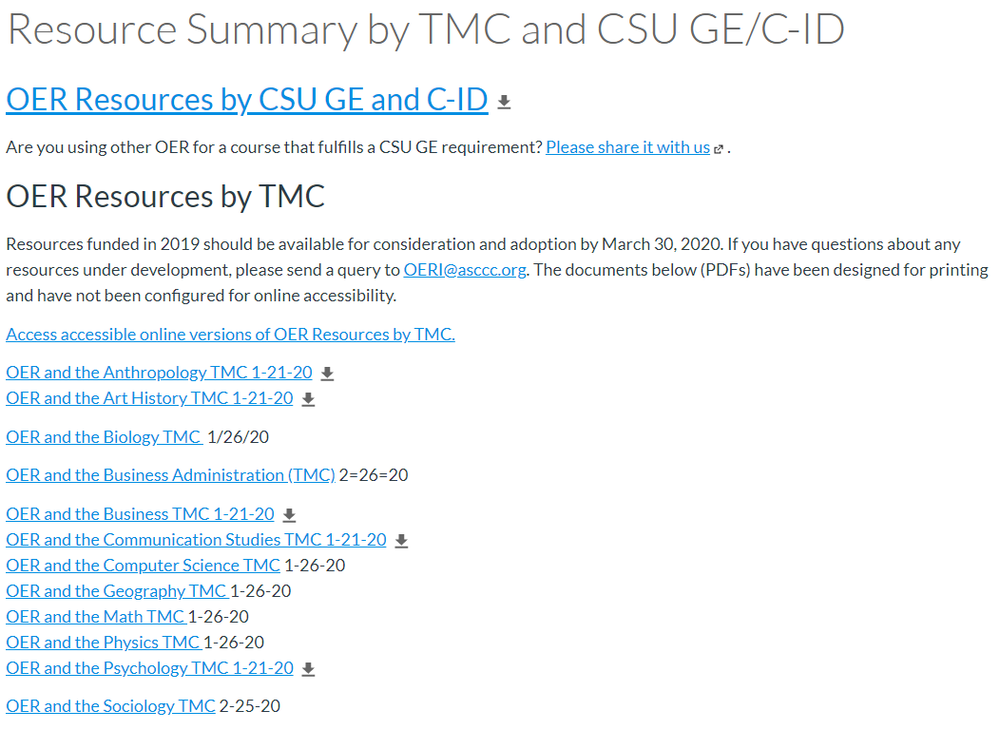 Resource Summary by TMC and CSU GE/C-ID
OER Resources by CSU GE and C-ID
Are you using other OER for a course that fulfills a CSU GE requirement? Please share it with us .
OER Resources by TMC
Resources funded in 2019 should be available for consideration and adoption by March 30, 2020. If you have questions about any
resources under development, please send a query to OERI@asccc.org. The documents below (PDFs) have been designed for printing
and have not been configured for online accessibility.
Access accessible online versions of OER Resources by TMC.
OER and the Anthropology TMC 1-21-20
OER and the Art History TMC 1-21-20
OER and the Biology TMC 1/26/20
OER and the Business Administration (TMC) 2=26=20
OER and the Business TMC 1-21-20
OER and the Communication Studies TMC 1-21-20
OER and the Computer Science TMC 1-26-20
OER and the Geography TMC 1-26-20
OER and the Math TMC 1-26-20
OER and the Physics TMC 1-26-20
OER and the Psychology TMC 1-21-20
OER and the Sociology TMC 2-25-20